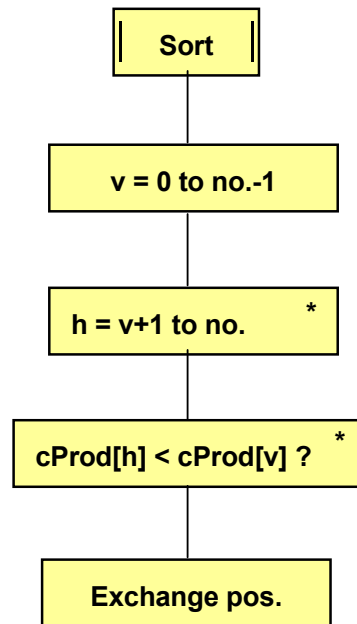 Sort
v = 0 to no.-1
h = v+1 to no. *
cProd[h] < cProd[v] ? *
Exchange pos.